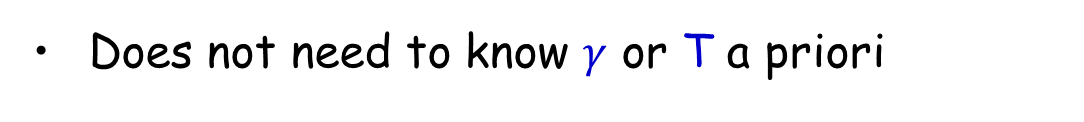 • Does not need to know γ or T a priori